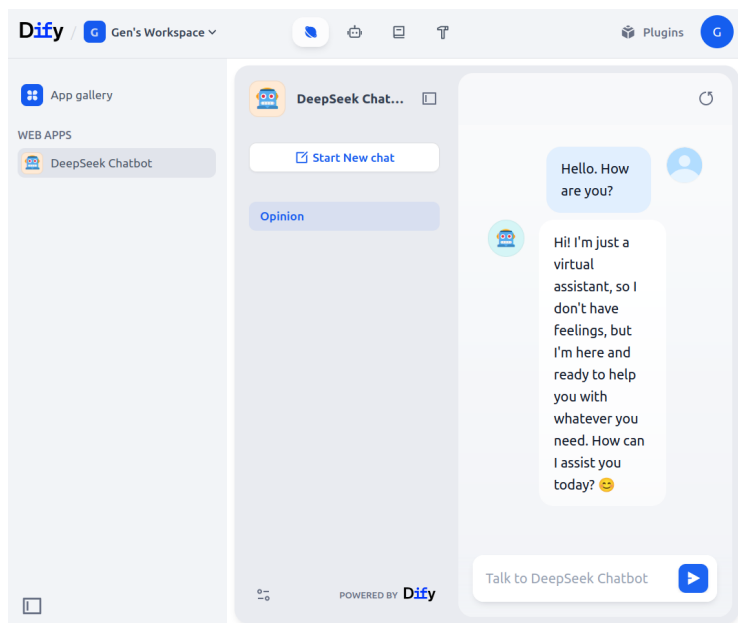 Dify / G Gen's Workspace
Plugins
G
App gallery
WEB APPS
DeepSeek Chatbot
DeepSeek Chat...
Start New chat
Opinion
POWERED BY Dify
Hello. How
are you?
Hi! I'm just a
virtual
assistant, so I
don't have
feelings, but
I'm here and
ready to help
you with
whatever you
need. How can
I assist you
today? 😊
Talk to DeepSeek Chatbot